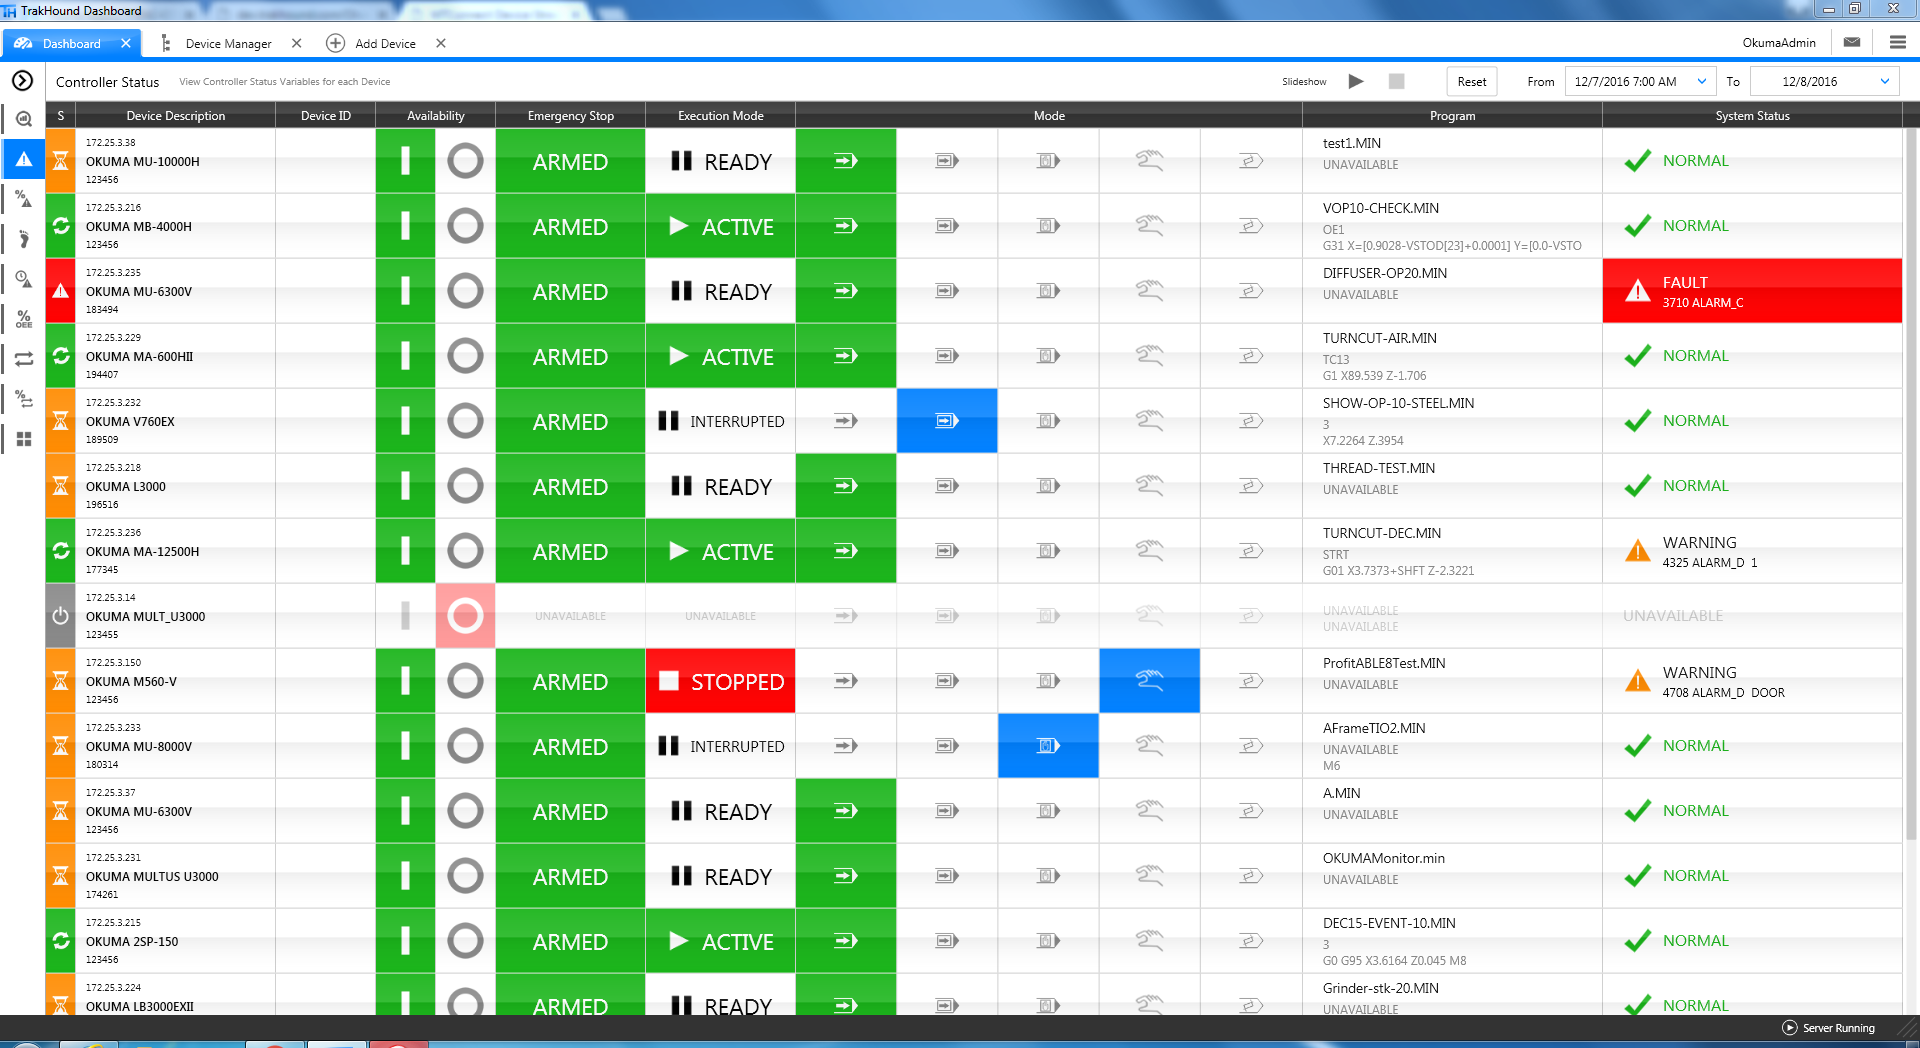 TrakHound Dashboard
Dashboard
Device Manager
Add Device
OkumaAdmin
Controller Status
View Controller Status Variables for each Device
Slideshow
Reset
From
12/7/2016 7:00 AM
To
12/8/2016
S
Device Description
Device ID
Availability
Emergency Stop
Execution Mode
Mode
Program
System Status
172.25.3.38
OKUMA MU-10000H
123456
ARMED
READY
test1.MIN
UNAVAILABLE
NORMAL
172.25.3.216
OKUMA MB-4000H
123456
ARMED
ACTIVE
VOP10-CHECK.MIN
OE1
G31 X=[0.9028-VSTOD[23]+0.0001] Y=[0.0-VSTO
NORMAL
172.25.3.235
OKUMA MU-6300V
183494
ARMED
READY
DIFFUSER-OP20.MIN
UNAVAILABLE
FAULT
3710 ALARM_C
172.25.3.229
OKUMA MA-600HII
194407
ARMED
ACTIVE
TURNCUT-AIR.MIN
TC13
G1 X89.539 Z-1.706
NORMAL
172.25.3.232
OKUMA V760EX
189509
ARMED
INTERRUPTED
SHOW-OP-10-STEEL.MIN
3
X7.2264 Z.3954
NORMAL
172.25.3.218
OKUMA L3000
196516
ARMED
READY
THREAD-TEST.MIN
UNAVAILABLE
NORMAL
172.25.3.236
OKUMA MA-12500H
177345
ARMED
ACTIVE
TURNCUT-DEC.MIN
STRT
G01 X3.7373+SHFT Z-2.3221
WARNING
4325 ALARM_D 1
172.25.3.14
OKUMA MULT_U3000
123455
UNAVAILABLE
UNAVAILABLE
UNAVAILABLE
UNAVAILABLE
UNAVAILABLE
172.25.3.150
OKUMA M560-V
123456
ARMED
STOPPED
ProfitABLE8Test.MIN
UNAVAILABLE
WARNING
4708 ALARM_D DOOR
172.25.3.233
OKUMA MU-8000V
180314
ARMED
INTERRUPTED
AFrameTIO2.MIN
UNAVAILABLE
M6
NORMAL
172.25.3.37
OKUMA MU-6300V
123456
ARMED
READY
A.MIN
UNAVAILABLE
NORMAL
172.25.3.231
OKUMA MULTUS U3000
174261
ARMED
READY
OKUMAMonitor.min
UNAVAILABLE
NORMAL
172.25.3.215
OKUMA 2SP-150
123456
ARMED
ACTIVE
DEC15-EVENT-10.MIN
3
G0 G95 X3.6164 Z0.045 M8
NORMAL
172.25.3.224
OKUMA LB3000EXII
ARMED
READY
Grinder-stk-20.MIN
UNAVAILABLE
NORMAL
%
%
OEE
%
Server Running